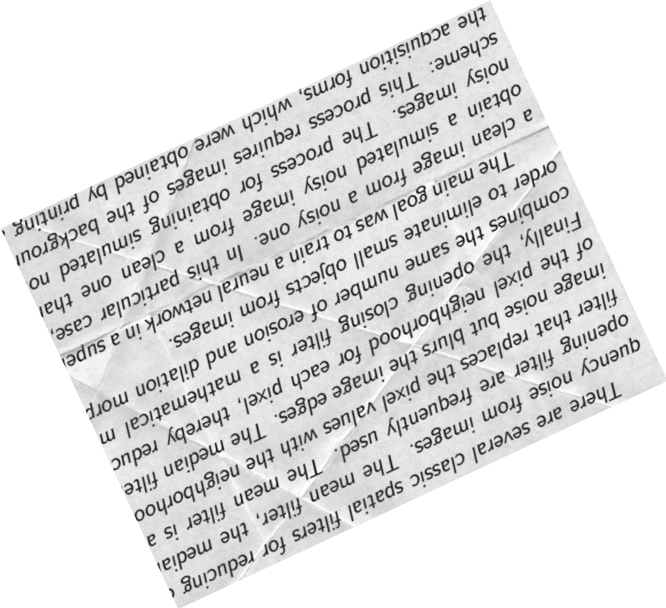 There are several classic spatial filters for reducing
quency noise from images. The mean filter, the media
opening filter are frequently used. The mean filter is a
filter that replaces the pixel values with the neighborhoo
image noise but blurs the image edges. The median filte
of the pixel neighborhood for each pixel, thereby reduc
Finally, the opening closing filter is a mathematical m
combines the same number of erosion and dilation morp
order to eliminate small objects from images.
The main goal was to train a neural network in a supe
a clean image from a noisy one. In this particular case,
obtain a simulated noisy image from a clean one tha
noisy images. The process for obtaining simulated no
scheme: This process requires images of the backgrou
the acquisition forms, which were obtained by printing